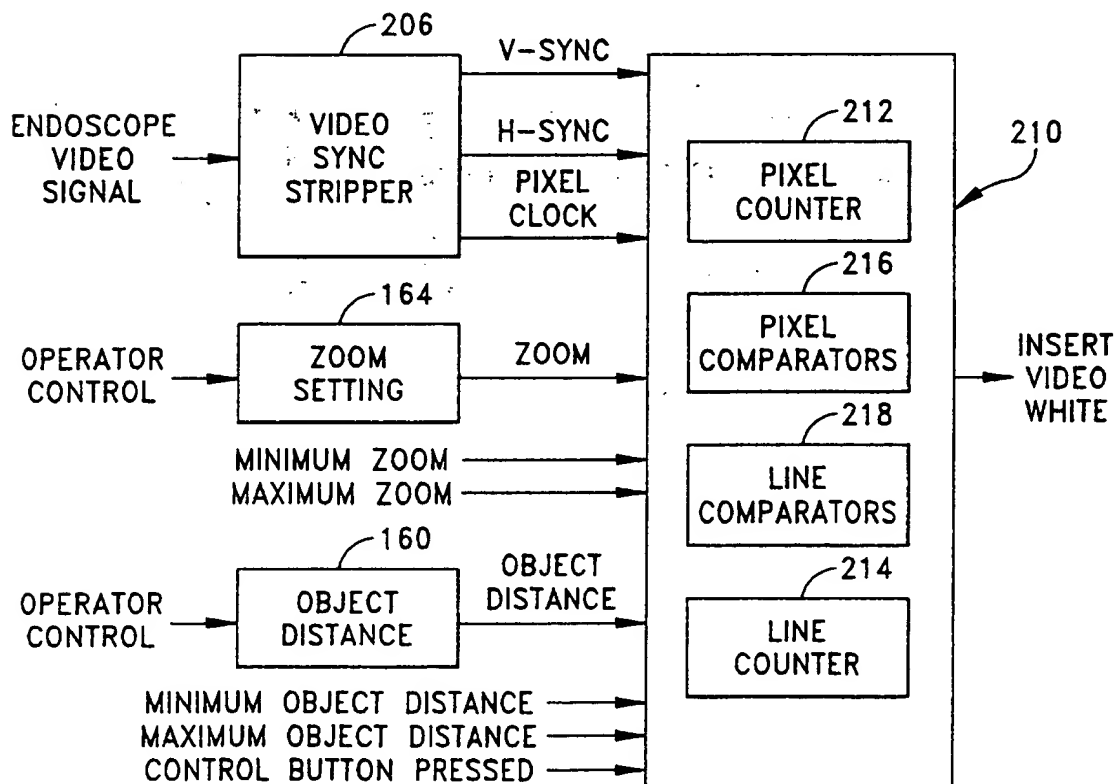 206
V-SYNC
ENDOSCOPE
VIDEO
SIGNAL
VIDEO
SYNC
STRIPPER
H-SYNC
PIXEL
CLOCK
212
PIXEL
COUNTER
210
164
OPERATOR
CONTROL
ZOOM
SETTING
ZOOM
216
PIXEL
COMPARATORS
INSERT
VIDEO
WHITE
MINIMUM ZOOM
MAXIMUM ZOOM
218
LINE
COMPARATORS
160
OPERATOR
CONTROL
OBJECT
DISTANCE
OBJECT
DISTANCE
214
LINE
COUNTER
MINIMUM OBJECT DISTANCE
MAXIMUM OBJECT DISTANCE
CONTROL BUTTON PRESSED